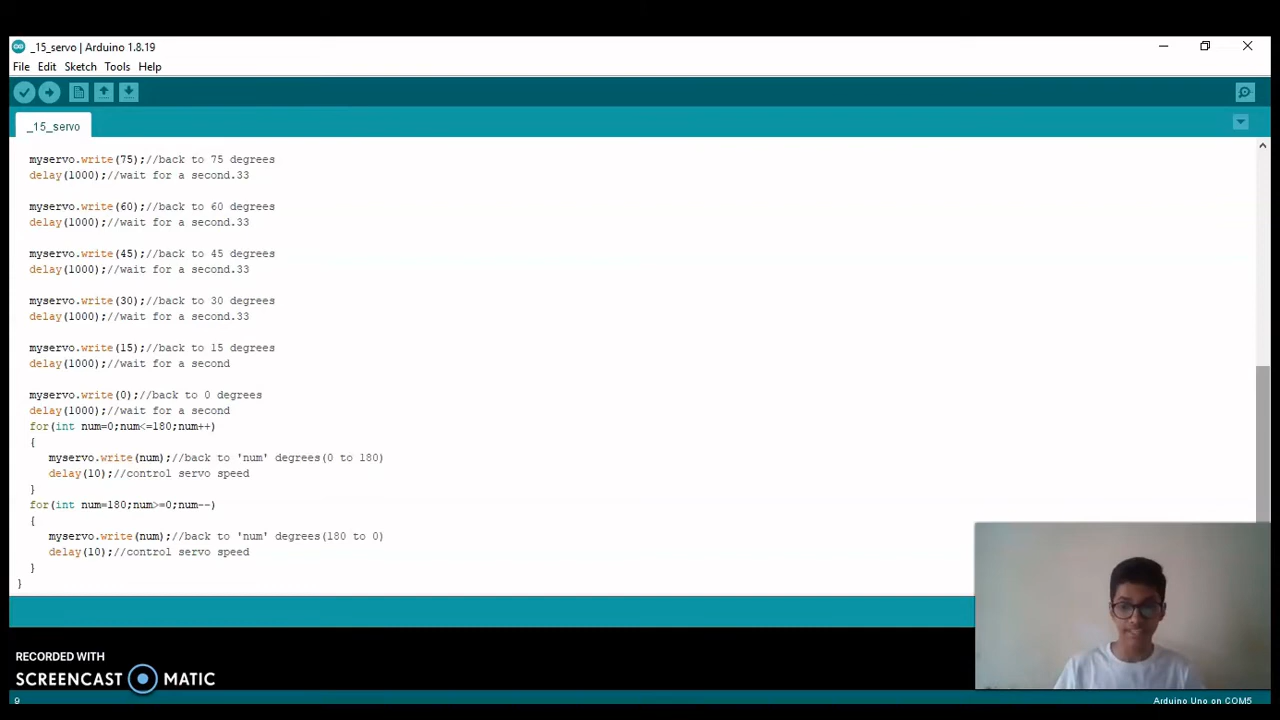 _15_servo | Arduino 1.8.19
File Edit Sketch Tools Help
_15_servo
myservo.write(75);//back to 75 degrees
delay(1000);//wait for a second.33
myservo.write(60);//back to 60 degrees
delay(1000);//wait for a second.33
myservo.write(45);//back to 45 degrees
delay(1000);//wait for a second.33
myservo.write(30);//back to 30 degrees
delay(1000);//wait for a second.33
myservo.write(15);//back to 15 degrees
delay(1000);//wait for a second
myservo.write(0);//back to 0 degrees
delay(1000);//wait for a second
for(int num=0;num<=180;num++)
{
myservo.write(num);//back to 'num' degrees(0 to 180)
delay(10);//control servo speed
}
for(int num=180;num>=0;num--)
{
myservo.write(num);//back to 'num' degrees(180 to 0)
delay(10);//control servo speed
}
}
RECORDED WITH
SCREENCAST MATIC
9
Arduino Uno on COM5